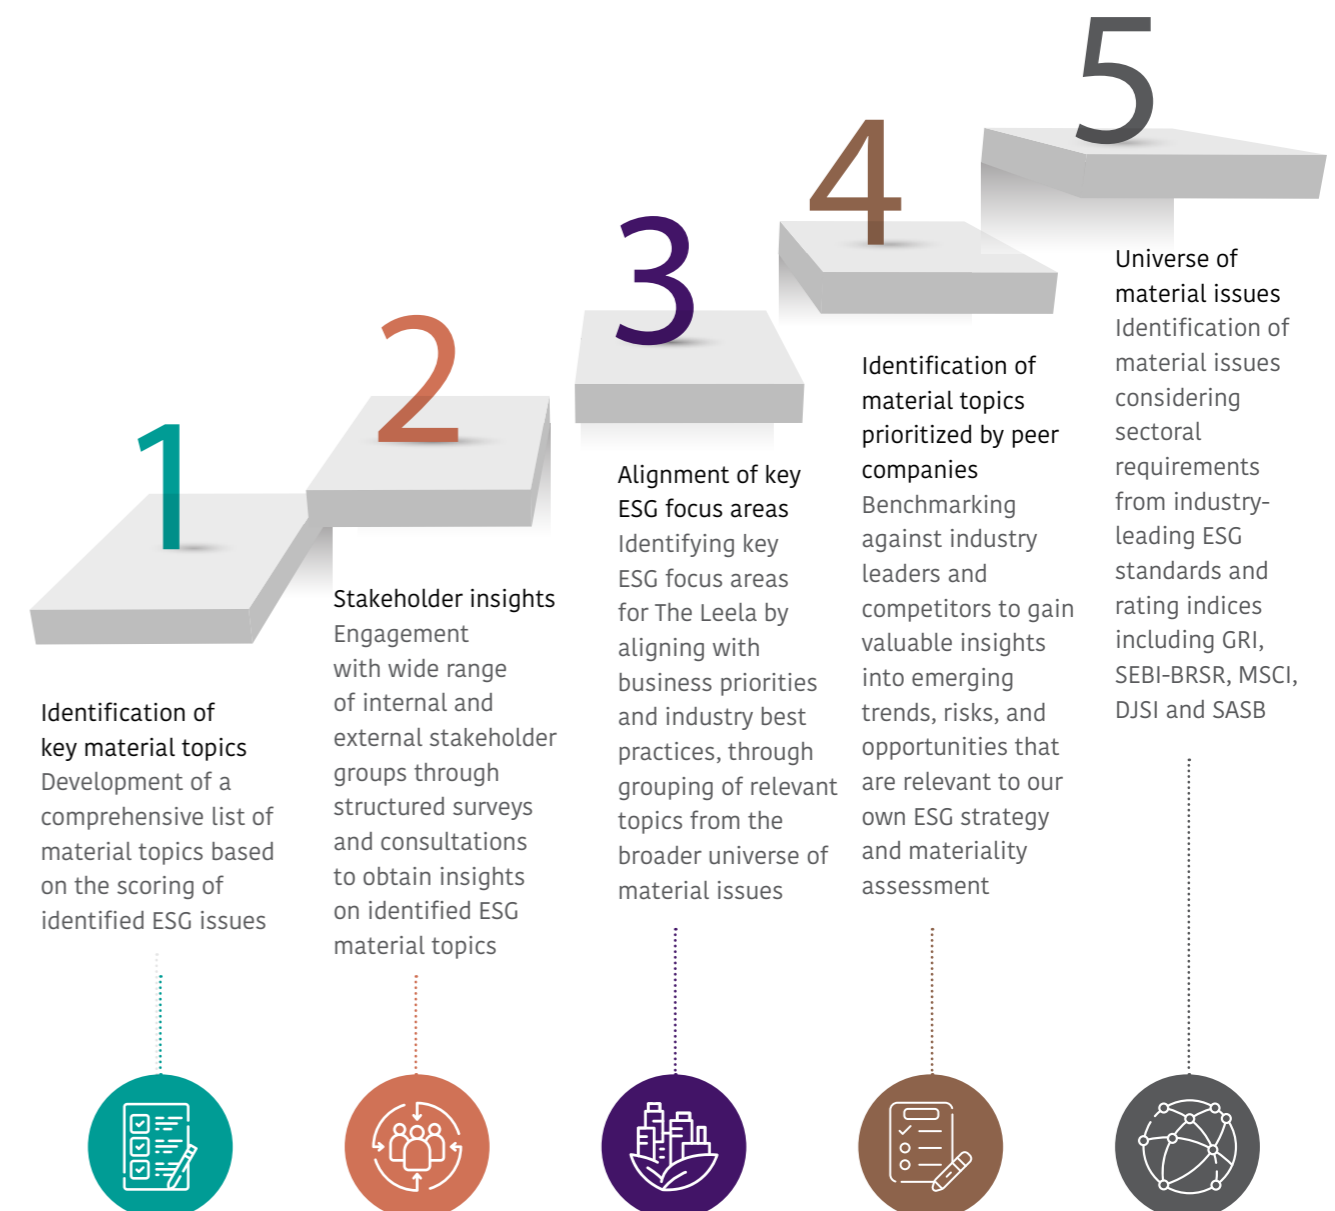 1
Identification of
key material topics
Development of a
comprehensive list of
material topics based
on the scoring of
identified ESG issues
2
Stakeholder insights
Engagement
with wide range
of internal and
external stakeholder
groups through
structured surveys
and consultations
to obtain insights
on identified ESG
material topics
3
Alignment of key
ESG focus areas
Identifying key
ESG focus areas
for The Leela by
aligning with
business priorities
and industry best
practices, through
grouping of relevant
topics from the
broader universe of
material issues
4
Identification of
material topics
prioritized by peer
companies
Benchmarking
against industry
leaders and
competitors to gain
valuable insights
into emerging
trends, risks, and
opportunities that
are relevant to our
own ESG strategy
and materiality
assessment
5
Universe of
material issues
Identification of
material issues
considering
sectoral
requirements
from industry-
leading ESG
standards and
rating indices
including GRI,
SEBI-BRSR, MSCI,
DJSI and SASB